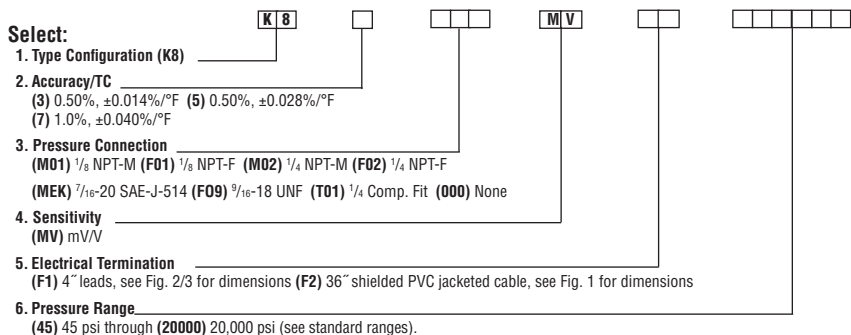 K 8 M V
Select:
1. Type Configuration (K8)
2. Accuracy/TC
(3) 0.50%, ±0.014%/°F (5) 0.50%, ±0.028%/°F
(7) 1.0%, ±0.040%/°F
3. Pressure Connection
(M01) 1/8 NPT-M (F01) 1/8 NPT-F (M02) 1/4 NPT-M (F02) 1/4 NPT-F
(MEK) 7/16-20 SAE-J-514 (FO9) 9/16-18 UNF (T01) 1/4 Comp. Fit (000) None
4. Sensitivity
(MV) mV/V
5. Electrical Termination
(F1) 4˝ leads, see Fig. 2/3 for dimensions (F2) 36˝ shielded PVC jacketed cable, see Fig. 1 for dimensions
6. Pressure Range
(45) 45 psi through (20000) 20,000 psi (see standard ranges).